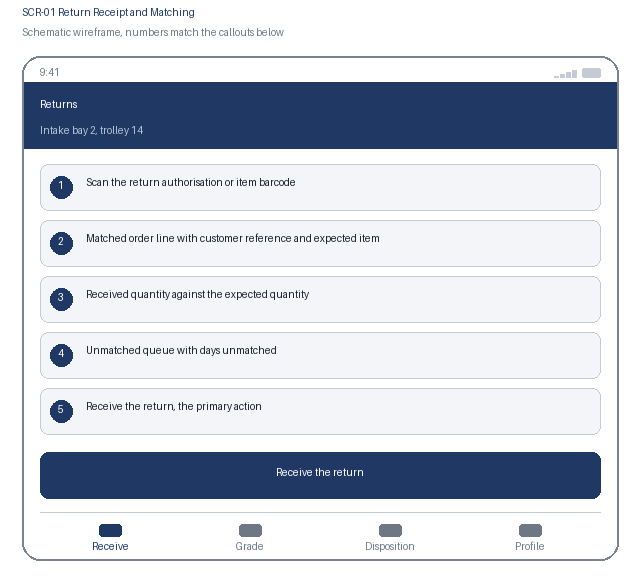 SCR-01 Return Receipt and Matching
Schematic wireframe, numbers match the callouts below
9:41
Returns
Intake bay 2, trolley 14
1 Scan the return authorisation or item barcode
2 Matched order line with customer reference and expected item
3 Received quantity against the expected quantity
4 Unmatched queue with days unmatched
5 Receive the return, the primary action
Receive the return
Receive Grade Disposition Profile